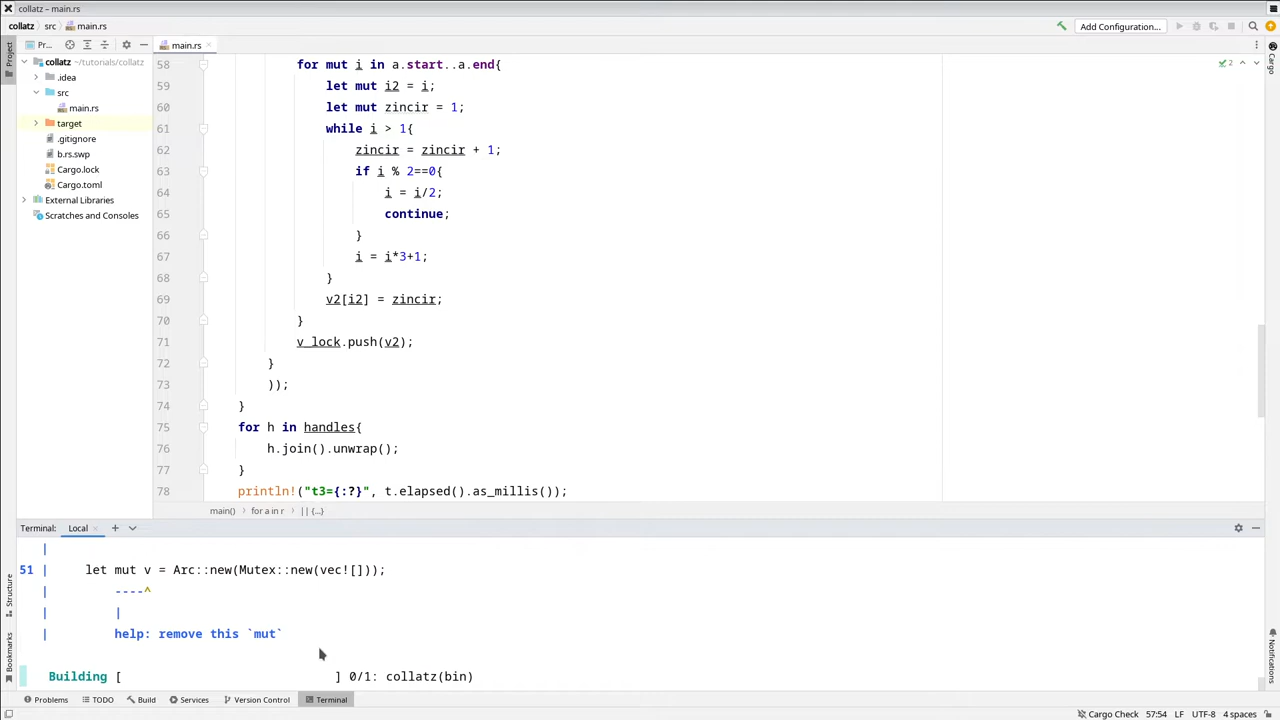 collatz – main.rs
collatz src main.rs
Add Configuration...
Project
Pr...
main.rs
collatz ~/tutorials/collatz
.idea
src
main.rs
target
.gitignore
b.rs.swp
Cargo.lock
Cargo.toml
External Libraries
Scratches and Consoles
58 for mut i in a.start..a.end{
59 let mut i2 = i;
60 let mut zincir = 1;
61 while i > 1{
62 zincir = zincir + 1;
63 if i % 2==0{
64 i = i/2;
65 continue;
66 }
67 i = i*3+1;
68 }
69 v2[i2] = zincir;
70 }
71 v_lock.push(v2);
72 }
73 ));
74 }
75 for h in handles{
76 h.join().unwrap();
77 }
78 println!("t3={:?}", t.elapsed().as_millis());
2
Cargo
main() for a in r || {...}
Terminal: Local
|
51 | let mut v = Arc::new(Mutex::new(vec![]));
| ----^
| |
| help: remove this `mut`
|
Building [ ] 0/1: collatz(bin)
Structure
Bookmarks
Notifications
Problems TODO Build Services Version Control Terminal
Cargo Check 57:54 LF UTF-8 4 spaces